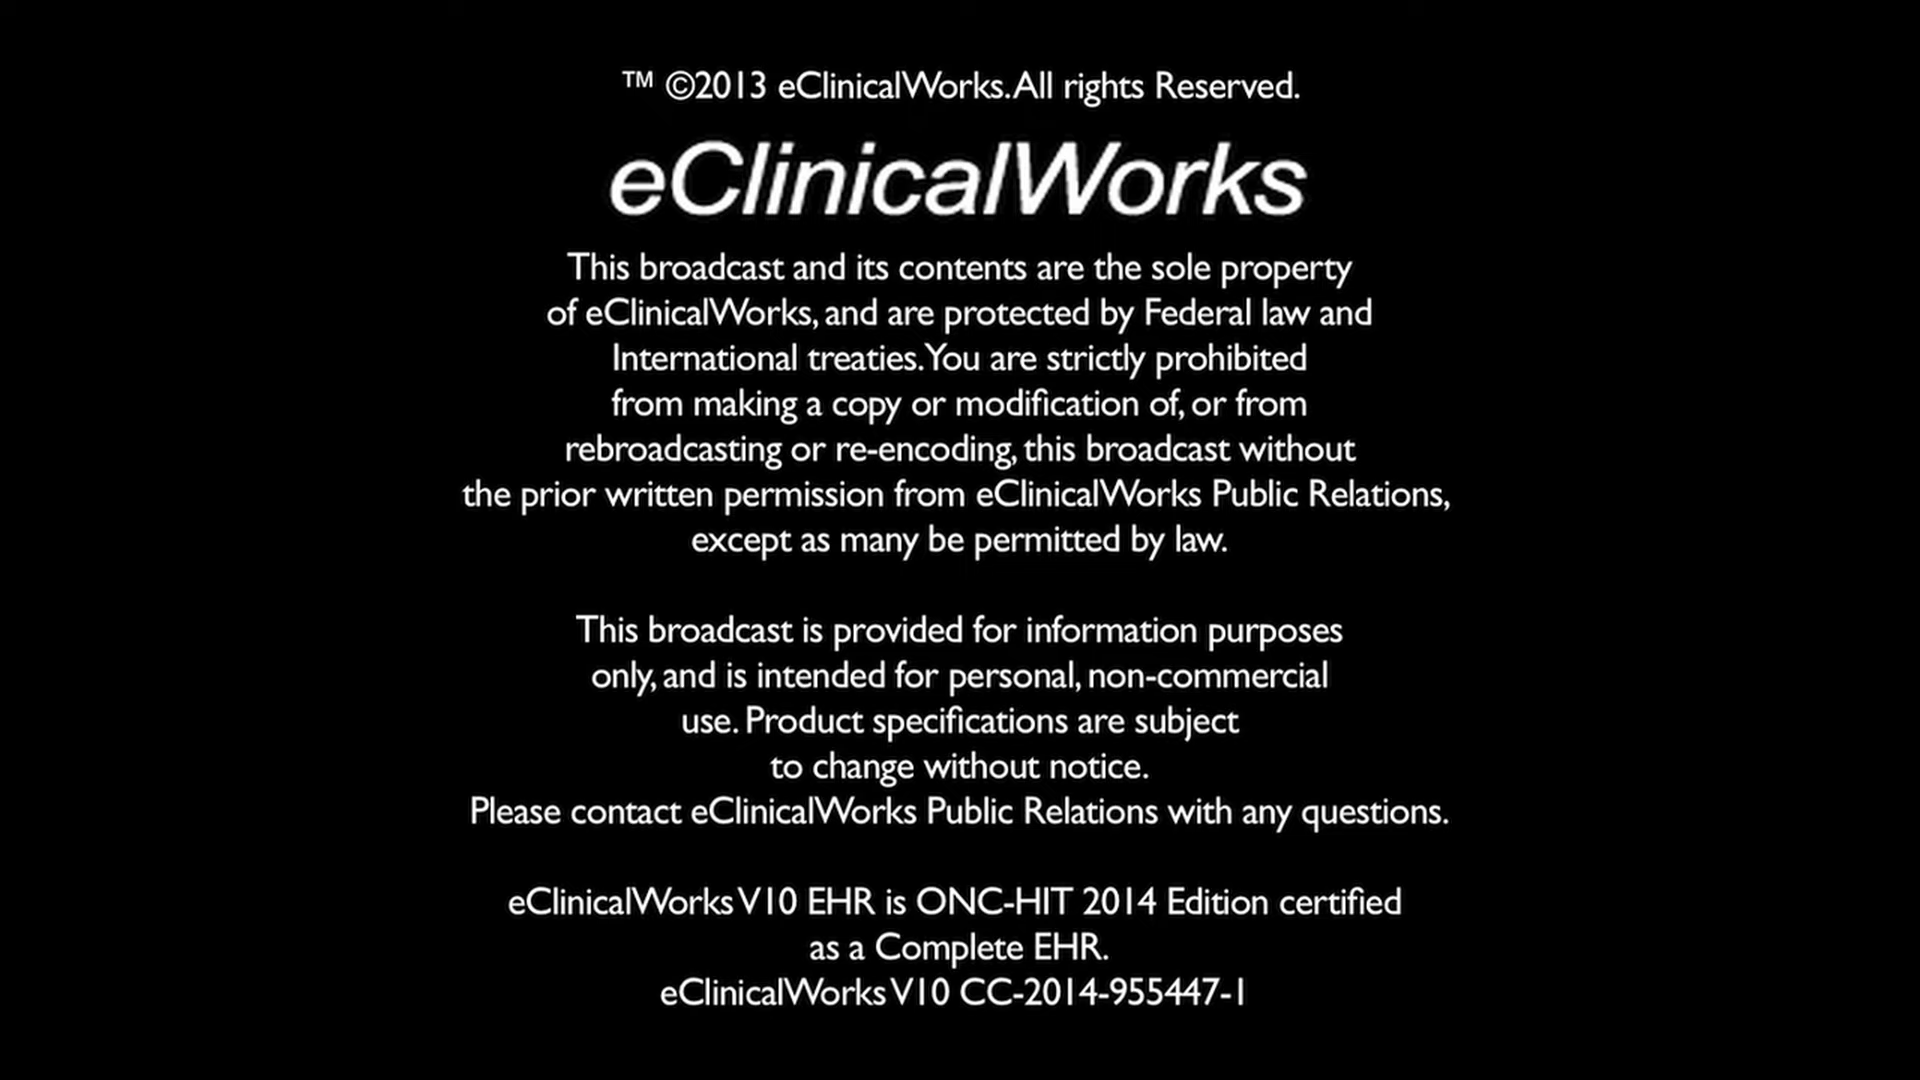 ™ ©2013 eClinicalWorks. All rights Reserved.
eClinicalWorks
This broadcast and its contents are the sole property
of eClinicalWorks, and are protected by Federal law and
International treaties. You are strictly prohibited
from making a copy or modification of, or from
rebroadcasting or re-encoding, this broadcast without
the prior written permission from eClinicalWorks Public Relations,
except as many be permitted by law.
This broadcast is provided for information purposes
only, and is intended for personal, non-commercial
use. Product specifications are subject
to change without notice.
Please contact eClinicalWorks Public Relations with any questions.
eClinicalWorks V10 EHR is ONC-HIT 2014 Edition certified
as a Complete EHR.
eClinicalWorks V10 CC-2014-955447-1